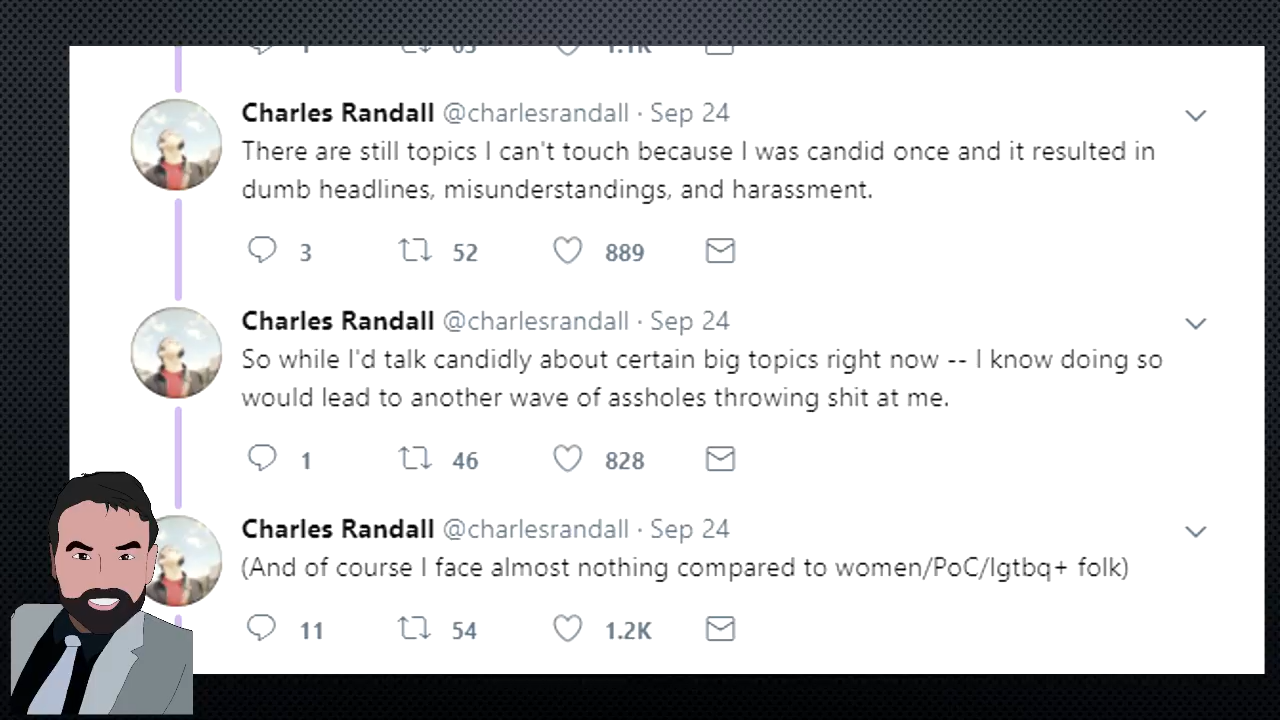 Charles Randall @charlesrandall · Sep 24
There are still topics I can't touch because I was candid once and it resulted in
dumb headlines, misunderstandings, and harassment.
3 52 889
Charles Randall @charlesrandall · Sep 24
So while I'd talk candidly about certain big topics right now -- I know doing so
would lead to another wave of assholes throwing shit at me.
1 46 828
Charles Randall @charlesrandall · Sep 24
(And of course I face almost nothing compared to women/PoC/lgtbq+ folk)
11 54 1.2K